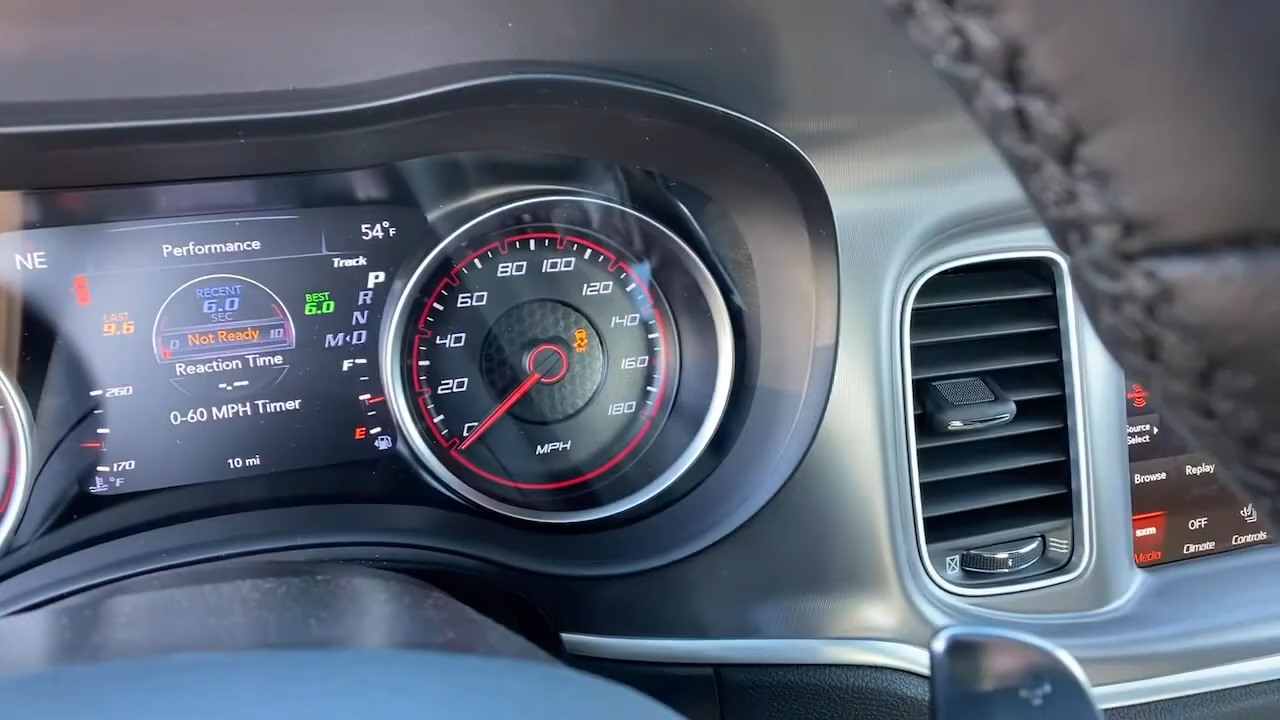 NE
Performance
54°F
Track
P
R
N
M‹D
RECENT
6.0
SEC
BEST
6.0
LAST
9.6
0 Not Ready 10
Reaction Time
-.--
0-60 MPH Timer
260
170
°F
10 mi
F
E
0
20
40
60
80
100
120
140
160
180
MPH
OFF
Source
Select
Browse
Replay
sxm
Media
OFF
Climate
Controls